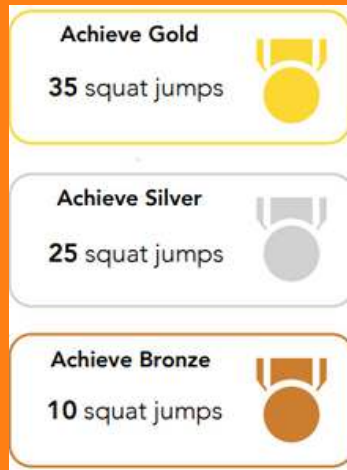 Achieve Gold
35 squat jumps
Achieve Silver
25 squat jumps
Achieve Bronze
10 squat jumps